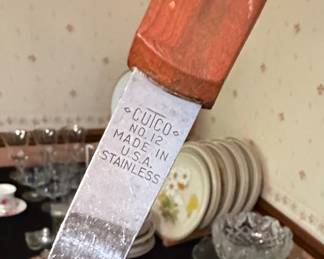 CUTCO
NO. 12
MADE IN
U.S.A.
STAINLESS